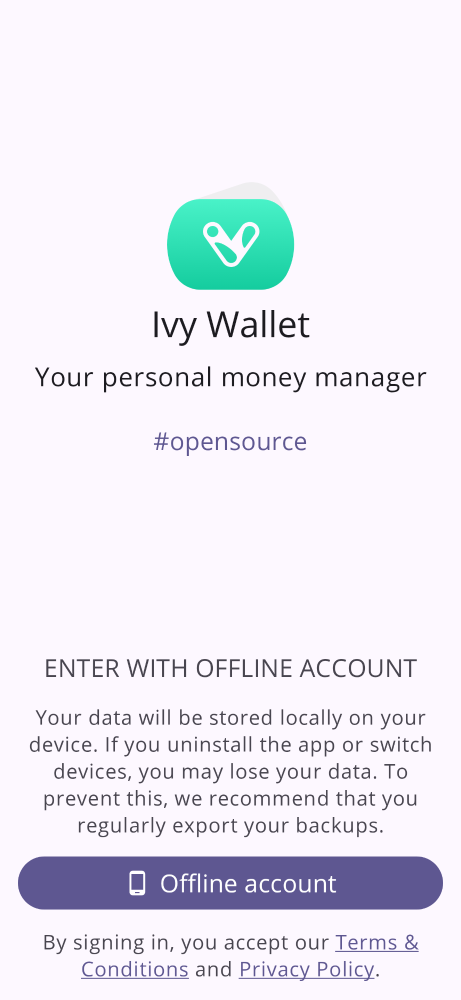 Ivy Wallet
Your personal money manager
#opensource
ENTER WITH OFFLINE ACCOUNT
Your data will be stored locally on your
device. If you uninstall the app or switch
devices, you may lose your data. To
prevent this, we recommend that you
regularly export your backups.
Offline account
By signing in, you accept our Terms &
Conditions and Privacy Policy.